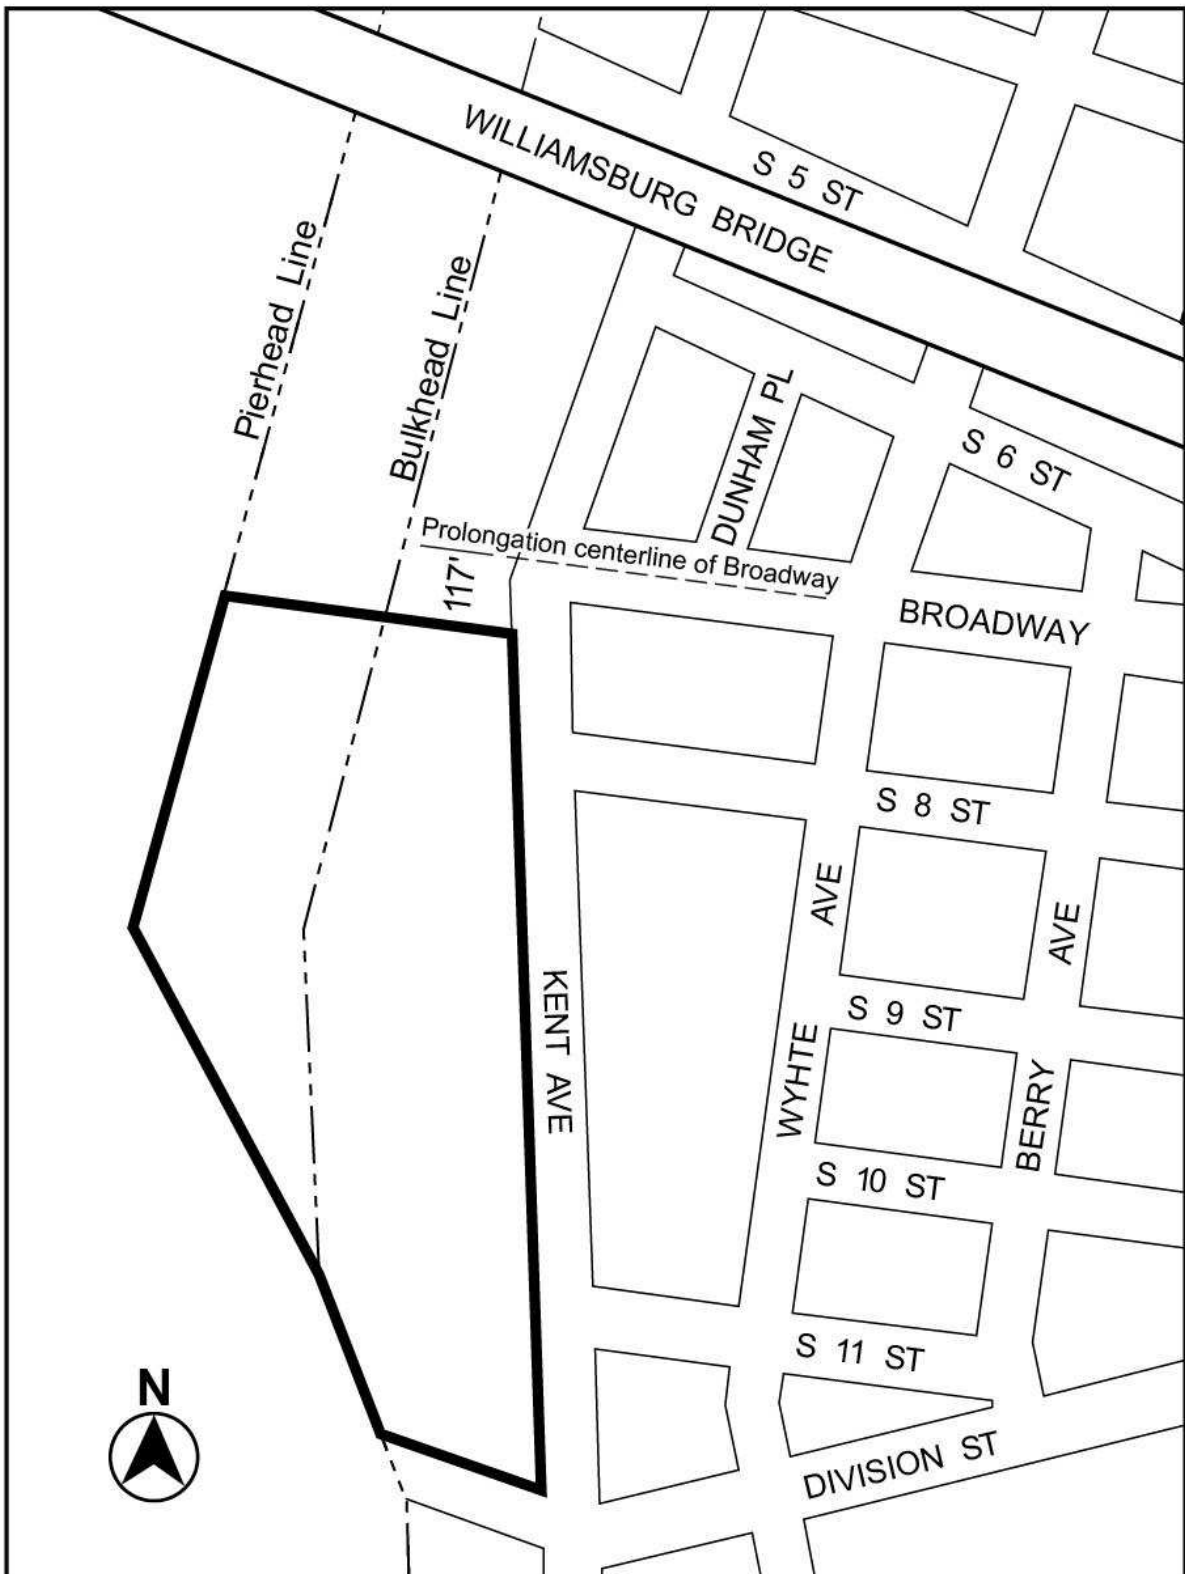 WILLIAMSBURG BRIDGE
S 5 ST
Pierhead Line
Bulkhead Line
DUNHAM PL
S 6 ST
Prolongation centerline of Broadway
117'
BROADWAY
S 8 ST
KENT AVE
WYHTE AVE
BERRY AVE
S 9 ST
S 10 ST
S 11 ST
N
DIVISION ST